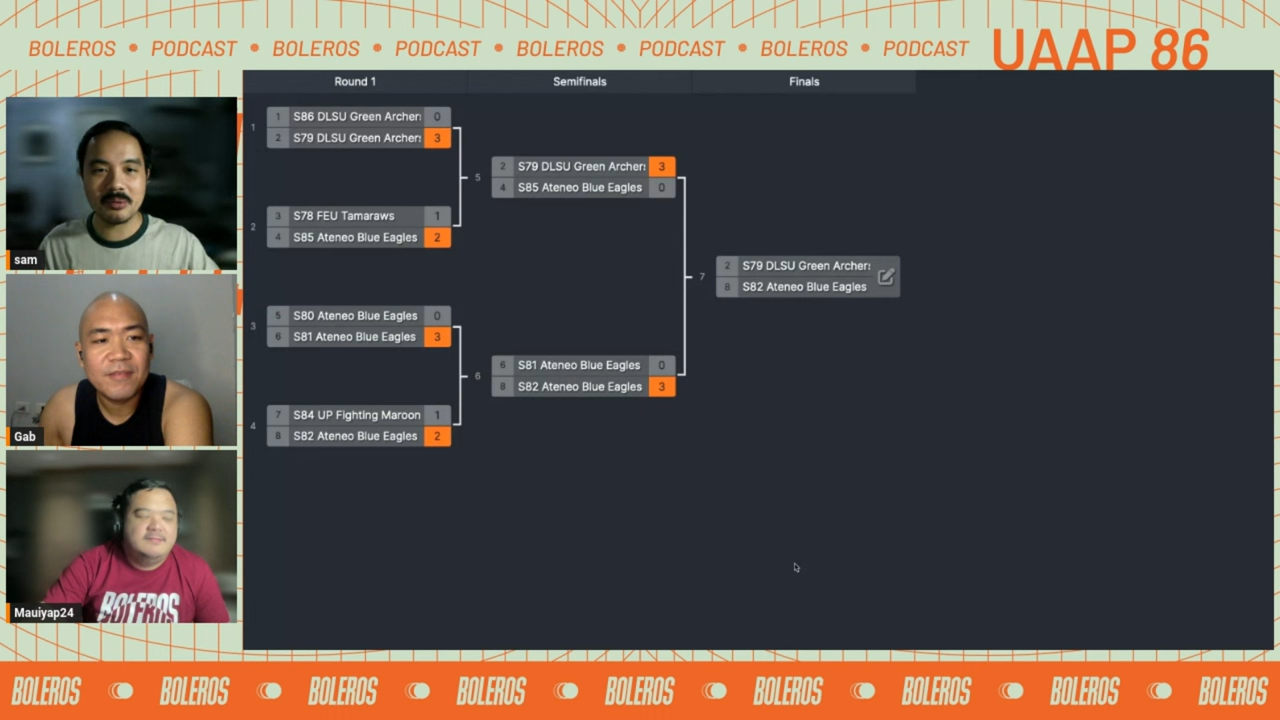 BOLEROS • PODCAST • BOLEROS • PODCAST • BOLEROS • PODCAST • BOLEROS • PODCAST
UAAP 86
Round 1
Semifinals
Finals
1
1 S86 DLSU Green Archer 0
2 S79 DLSU Green Archer 3
2
3 S78 FEU Tamaraws 1
4 S85 Ateneo Blue Eagles 2
3
5 S80 Ateneo Blue Eagles 0
6 S81 Ateneo Blue Eagles 3
4
7 S84 UP Fighting Maroon 1
8 S82 Ateneo Blue Eagles 2
5
2 S79 DLSU Green Archer 3
4 S85 Ateneo Blue Eagles 0
6
6 S81 Ateneo Blue Eagles 0
8 S82 Ateneo Blue Eagles 3
7
2 S79 DLSU Green Archer
8 S82 Ateneo Blue Eagles
sam
Gab
BOLEROS
Mauiyap24
BOLEROS BOLEROS BOLEROS BOLEROS BOLEROS BOLEROS BOLEROS BOLEROS BOLEROS